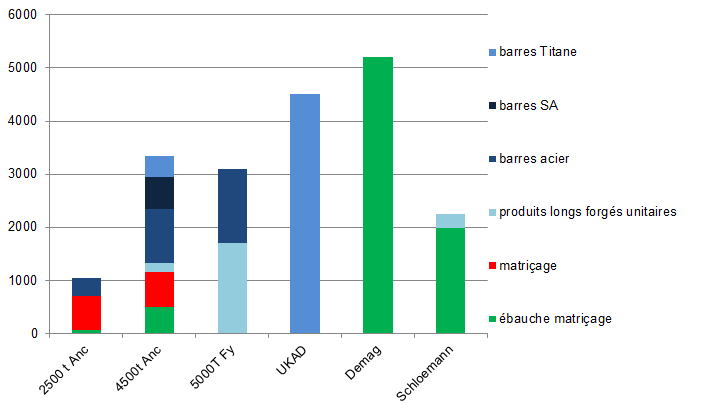 6000
5000
4000
3000
2000
1000
0
2500 t Anc
4500t Anc
5000T Fy
UKAD
Demag
Schloemann
barres Titane
barres SA
barres acier
produits longs forgés unitaires
matriçage
ébauche matriçage